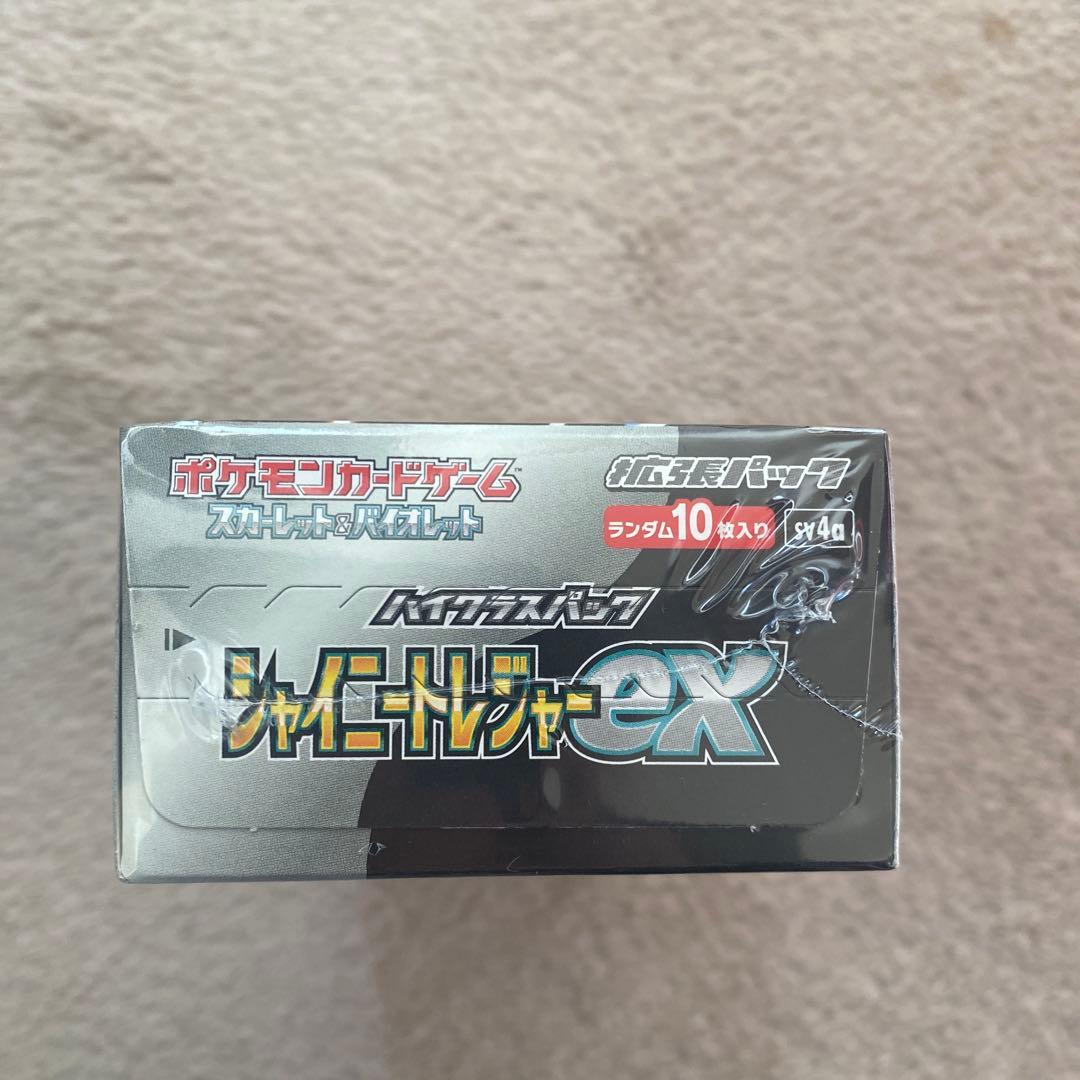 ポケモンカードゲーム™
スカーレット&バイオレット
拡張パック
ランダム10枚入り
sv4a
ハイクラスパック
シャイニートレジャーex